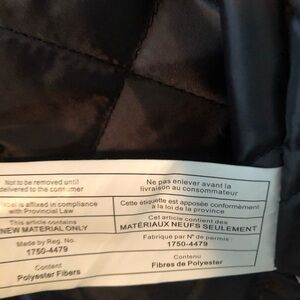 Not to be removed until
delivered to the consumer
Ne pas enlever avant la
livraison au consommateur
label is affixed in compliance
with Provincial Law
Cette étiquette est apposée conformément
a la loi de la province
This article contains
NEW MATERIAL ONLY
Cet article contient des
MATÉRIAUX NEUFS SEULEMENT
Made by Reg. No.
1750-4479
Fabriqué par N° de permis
1750-4479
Content
Polyester Fibers
Contenu
Fibres de Polyester